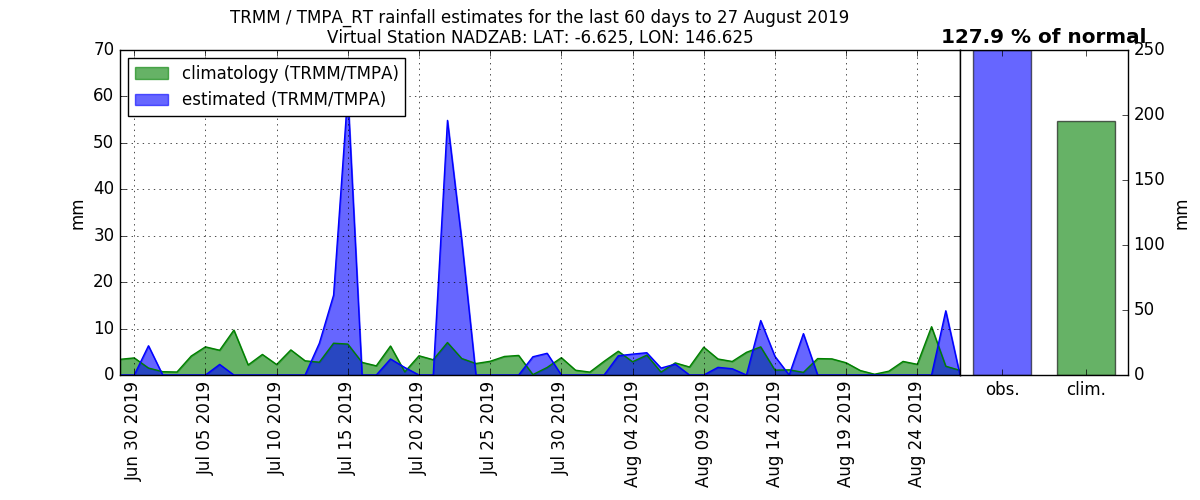 TRMM / TMPA_RT rainfall estimates for the last 60 days to 27 August 2019
Virtual Station NADZAB: LAT: -6.625, LON: 146.625
127.9 % of normal
climatology (TRMM/TMPA)
estimated (TRMM/TMPA)
mm
70
60
50
40
30
20
10
0
Jun 30 2019
Jul 05 2019
Jul 10 2019
Jul 15 2019
Jul 20 2019
Jul 25 2019
Jul 30 2019
Aug 04 2019
Aug 09 2019
Aug 14 2019
Aug 19 2019
Aug 24 2019
obs.
clim.
250
200
150
100
50
0
mm